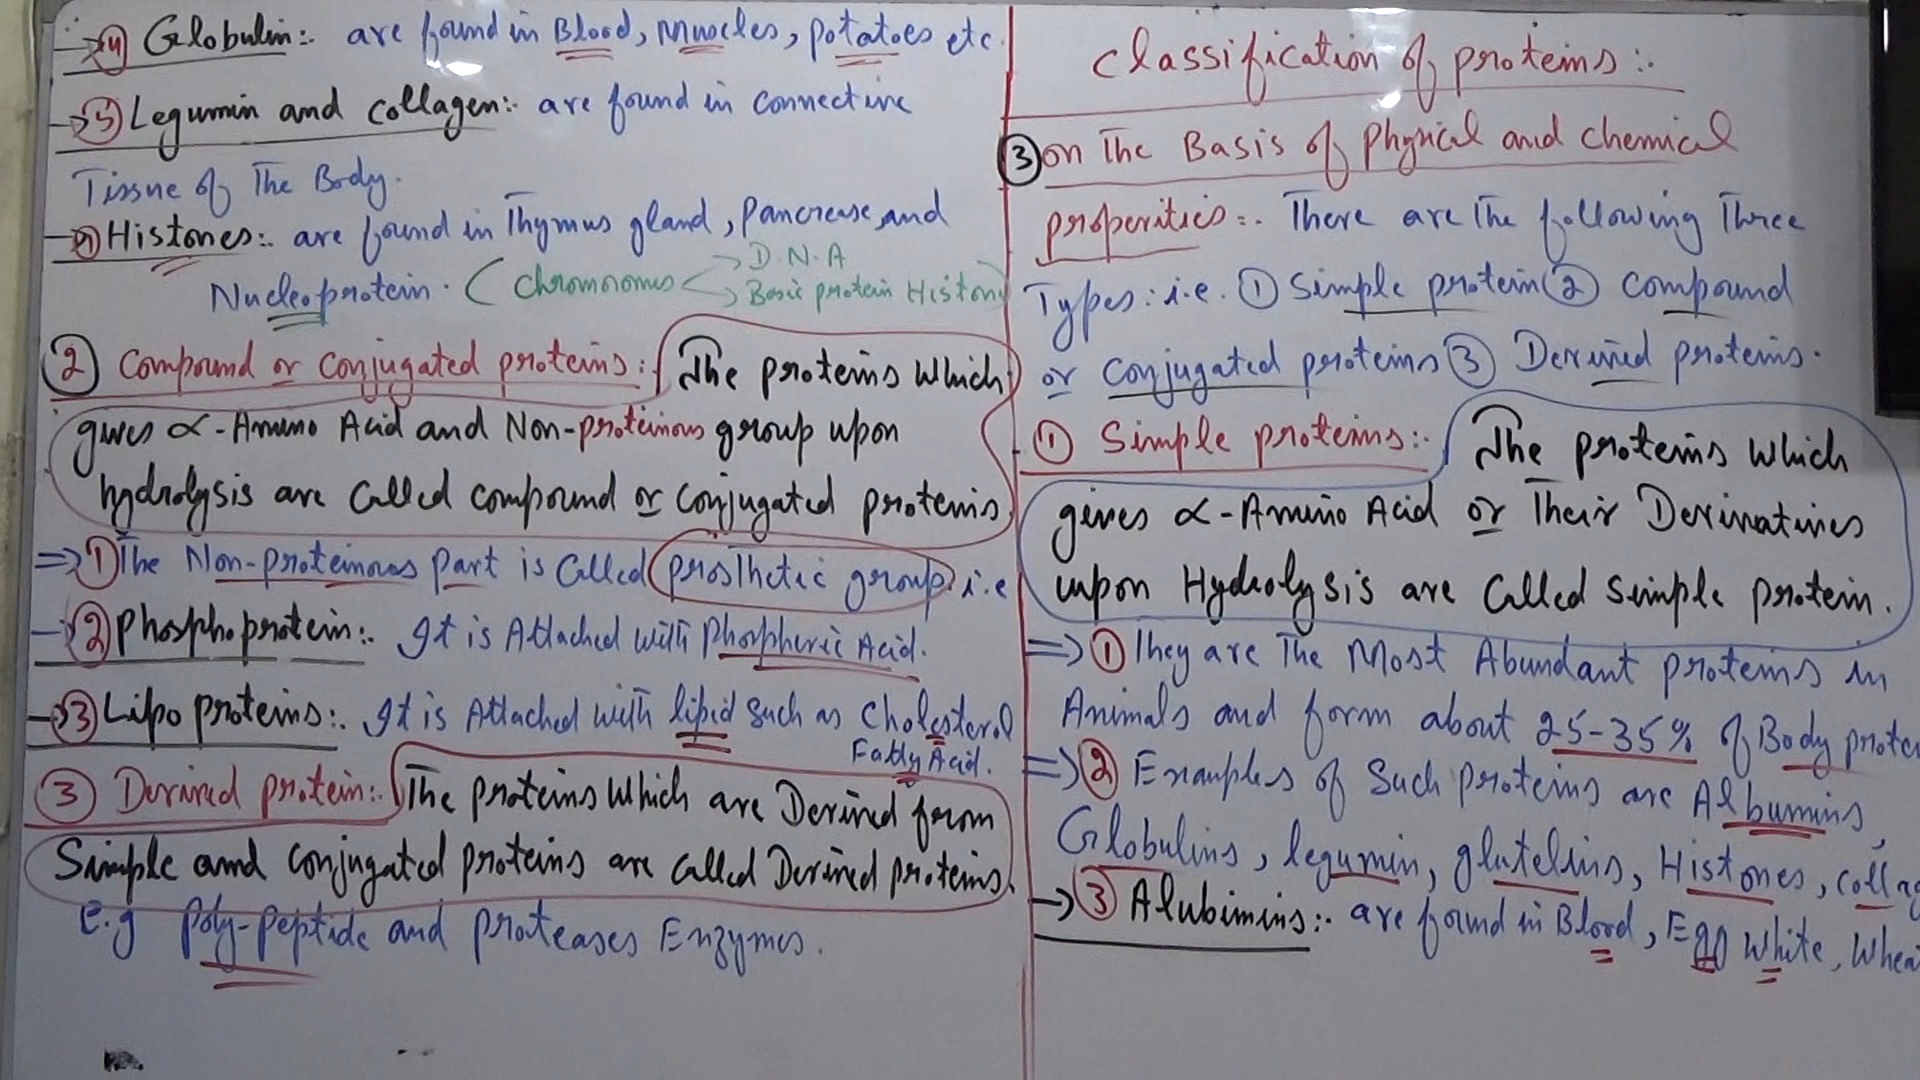 Classification of proteins:-
③ on The Basis of physical and chemical
properities:- There are The following Three
Types: i.e. ① Simple protein ② Compound
or Conjugated proteins ③ Derived proteins.
① Simple proteins:- The proteins which
gives α-Amino Acid or Their Derivatives
upon Hydrolysis are Called Simple protein.
⇒ ① They are The Most Abundant proteins in
Animals and form about 25-35% of Body
⇒ ② Examples of Such proteins are Albumins,
Globulins, legumin, glutelins, Histones,
→ ③ Alubimins:- are found in Blood, Egg white,
→ ④ Globulin:- are found in Blood, Muscles, potatoes etc.
→ ⑤ Legumin and Collagen:- are found in Connective
Tissue of The Body.
→ Histones:- are found in Thymus gland, pancrease, and
Nucleoprotein. (Chromosomes → D.N.A
→ Basic protein Histon)
② Compound or Conjugated proteins: The proteins which
gives α-Amino Acid and Non-proteinous group upon
hydrolysis are Called Compound or Conjugated proteins.
⇒ ① The Non-proteinous Part is Called prosthetic group i.e
→ ② Phosphoprotein:- It is Attached with Phospheric Acid.
→ ③ Lipo proteins:- It is Attached with lipid Such as Cholesterol
Fatty Acid.
③ Derived protein:- The proteins Which are Derived from
Simple and Conjugated proteins are Called Derived proteins.
E.g Poly-Peptide and proteases Enzymes.